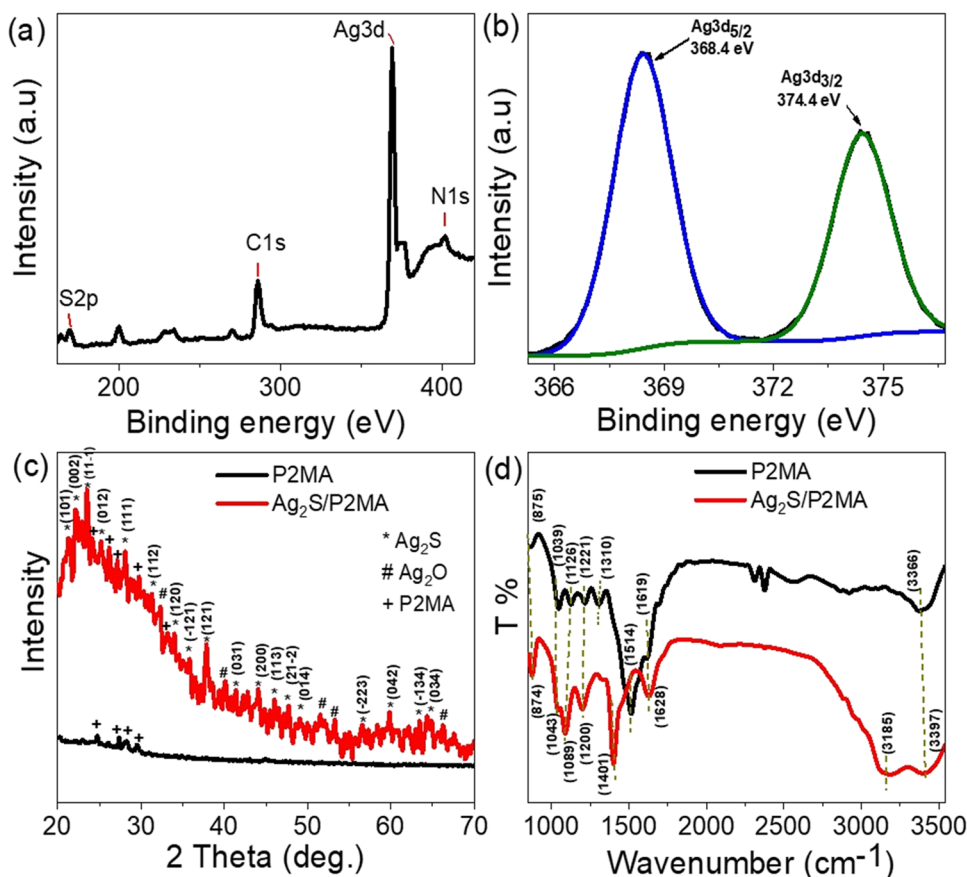 (a)
Ag3d
N1s
C1s
S2p
Intensity (a.u)
200
300
400
Binding energy (eV)
(b)
Ag3d5/2
368.4 eV
Ag3d3/2
374.4 eV
Intensity (a.u)
366
369
372
375
Binding energy (eV)
(c)
P2MA
Ag2S/P2MA
* Ag2S
# Ag2O
+ P2MA
(101)
(002)
(11-1)
(012)
(111)
(112)
(120)
(-121)
(121)
(031)
(200)
(113)
(21-2)
(014)
(-223)
(042)
(-134)
(034)
Intensity
20
30
40
50
60
70
2 Theta (deg.)
(d)
P2MA
Ag2S/P2MA
(875)
(1039)
(1126)
(1221)
(1310)
(1514)
(1619)
(3366)
(874)
(1043)
(1089)
(1200)
(1401)
(1628)
(3185)
(3397)
T %
1000
1500
2000
2500
3000
3500
Wavenumber (cm-1)